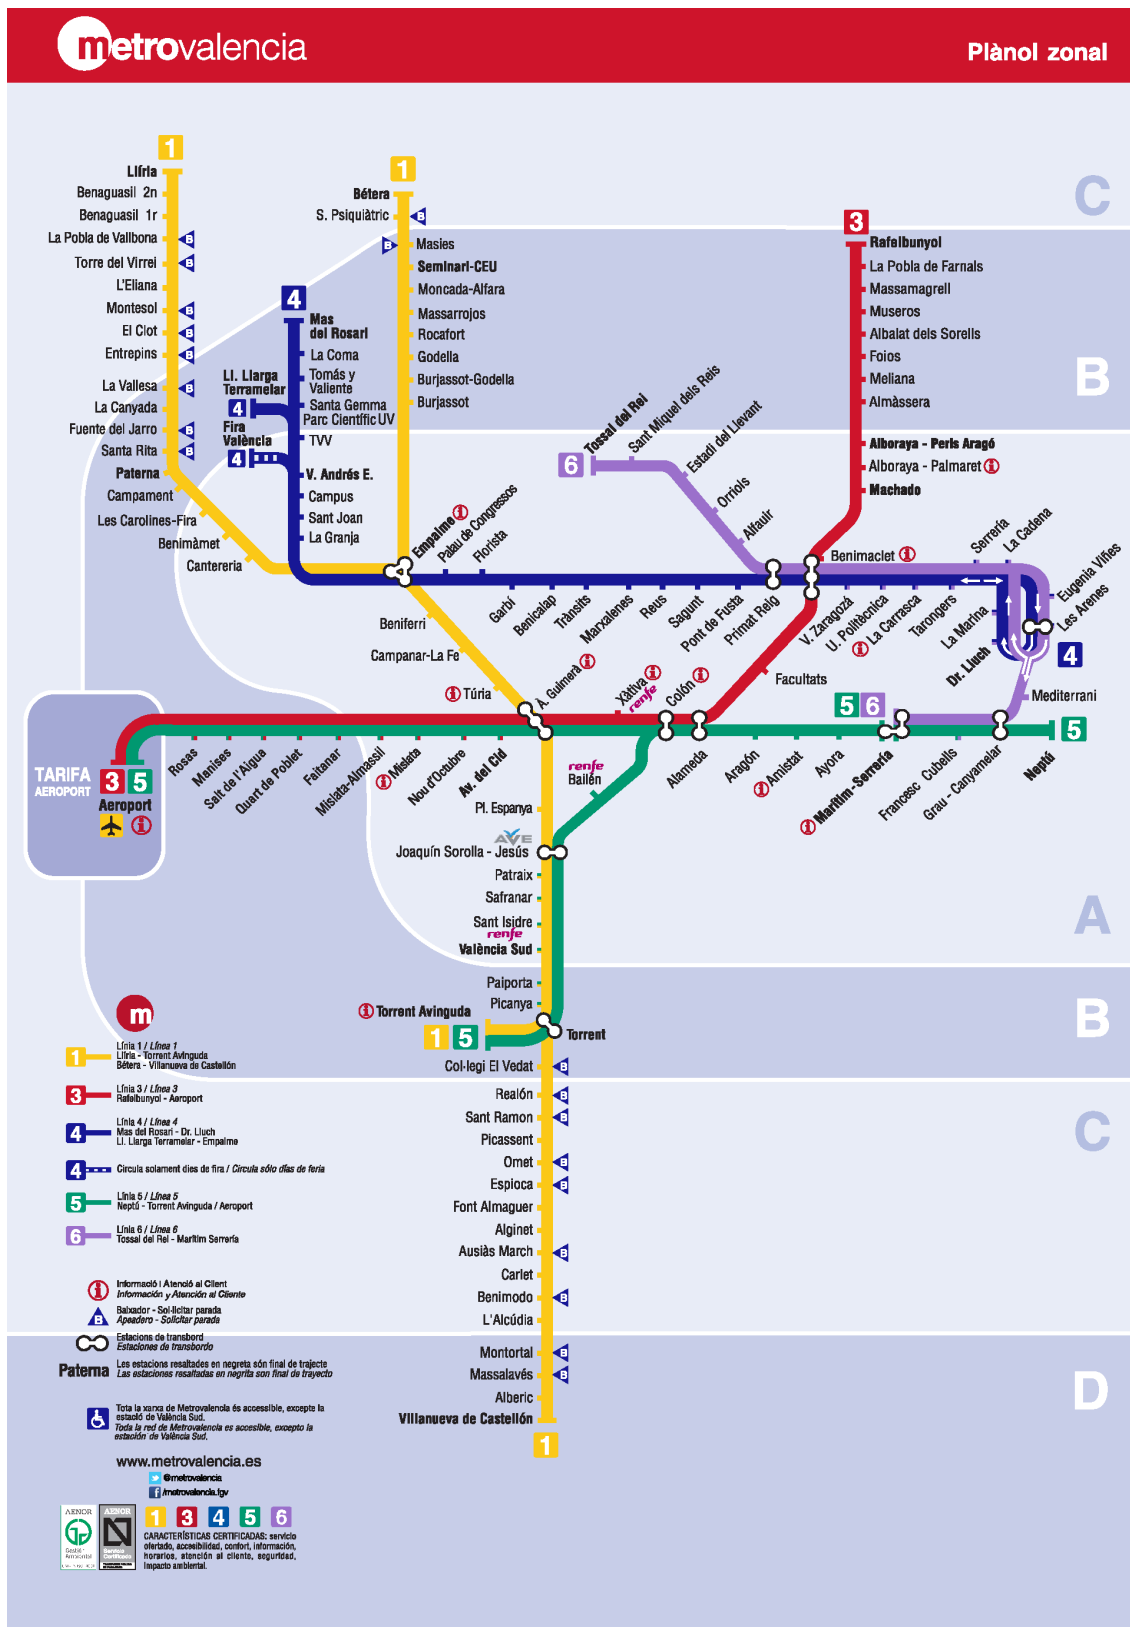 metrovalencia
Plànol zonal
1
Llíria
Benaguasil 2n
Benaguasil 1r
La Pobla de Vallbona
B
Torre del Virrei
B
L'Eliana
Montesol
B
El Clot
B
Entrepins
B
La Vallesa
B
La Canyada
Fuente del Jarro
B
Santa Rita
B
Paterna
Campament
Les Carolines-Fira
Benimàmet
Cantereria
1
Bétera
S. Psiquiàtric
B
B
Masies
Seminari-CEU
Moncada-Alfara
Massarrojos
Rocafort
Godella
Burjassot-Godella
Burjassot
4
Mas
del Rosari
La Coma
Tomás y
Valiente
Santa Gemma
Parc Científic UV
TVV
V. Andrés E.
Campus
Sant Joan
La Granja
Ll. Llarga
Terramelar
4
Fira
València
4
3
Rafelbunyol
La Pobla de Farnals
Massamagrell
Museros
Albalat dels Sorells
Foios
Meliana
Almàssera
Alboraya - Peris Aragó
Alboraya - Palmaret
Machado
Benimaclet
Facultats
C
B
6
Tossal del Rei
Sant Miquel dels Reis
Estadi del Llevant
Orriols
Alfauir
Empalme
Palau de Congressos
Florista
Garbí
Benicalap
Trànsits
Marxalenes
Reus
Sagunt
Pont de Fusta
Primat Reig
V. Zaragozá
U. Politècnica
La Carrasca
Tarongers
Serrería
La Cadena
Eugenia Viñes
Les Arenes
La Marina
Dr. Lluch
4
Mediterrani
Beniferri
Campanar-La Fe
Túria
À. Guimerà
Xàtiva
renfe
Colón
5 6
5
TARIFA
AEROPORT
3 5
Aeroport
Roses
Manises
Salt de l'Aigua
Quart de Poblet
Faitanar
Mislata-Almassil
Mislata
Nou d'Octubre
Av. del Cid
renfe
Bailén
Alameda
Aragón
Amistat
Ayora
Marítim-Serrería
Francesc Cubells
Grau - Canyamelar
Neptú
Pl. Espanya
AVE
Joaquín Sorolla - Jesús
Patraix
Safranar
Sant Isidre
renfe
València Sud
A
Paiporta
Picanya
Torrent Avinguda
1 5
Torrent
B
Col·legi El Vedat
B
Realón
B
Sant Ramon
B
Picassent
Omet
B
Espioca
B
Font Almaguer
Alginet
Ausiàs March
B
Carlet
Benimodo
B
L'Alcúdia
C
Montortal
B
Massalavés
B
Alberic
Villanueva de Castellón
1
D
m
1
Línia 1 / Línea 1
Llíria - Torrent Avinguda
Bétera - Villanueva de Castellón
3
Línia 3 / Línea 3
Rafelbunyol - Aeroport
4
Línia 4 / Línea 4
Mas del Rosari - Dr. Lluch
Ll. Llarga Terramelar - Empalme
4
Circula solament dies de fira / Circula sólo días de feria
5
Línia 5 / Línea 5
Neptú - Torrent Avinguda / Aeroport
6
Línia 6 / Línea 6
Tossal del Rei - Marítim Serrería
Informació i Atenció al Client
Información y Atención al Cliente
B
Baixador - Sol·licitar parada
Apeadero - Solicitar parada
Estacions de transbord
Estaciones de transbordo
Paterna
Les estacions resaltades en negreta són final de trajecte
Las estaciones resaltadas en negrita son final de trayecto
Tota la xarxa de Metrovalencia és accessible, excepte la
estació de València Sud.
Toda la red de Metrovalencia es accesible, excepto la
estación de València Sud.
www.metrovalencia.es
@metrovalencia
/metrovalencia.fgv
AENOR
Gestión
Ambiental
AENOR
Servicio
Certificado
1 3 4 5 6
CARACTERÍSTICAS CERTIFICADAS: servicio
ofertado, accesibilidad, confort, información,
horarios, atención al cliente, seguridad,
impacto ambiental.